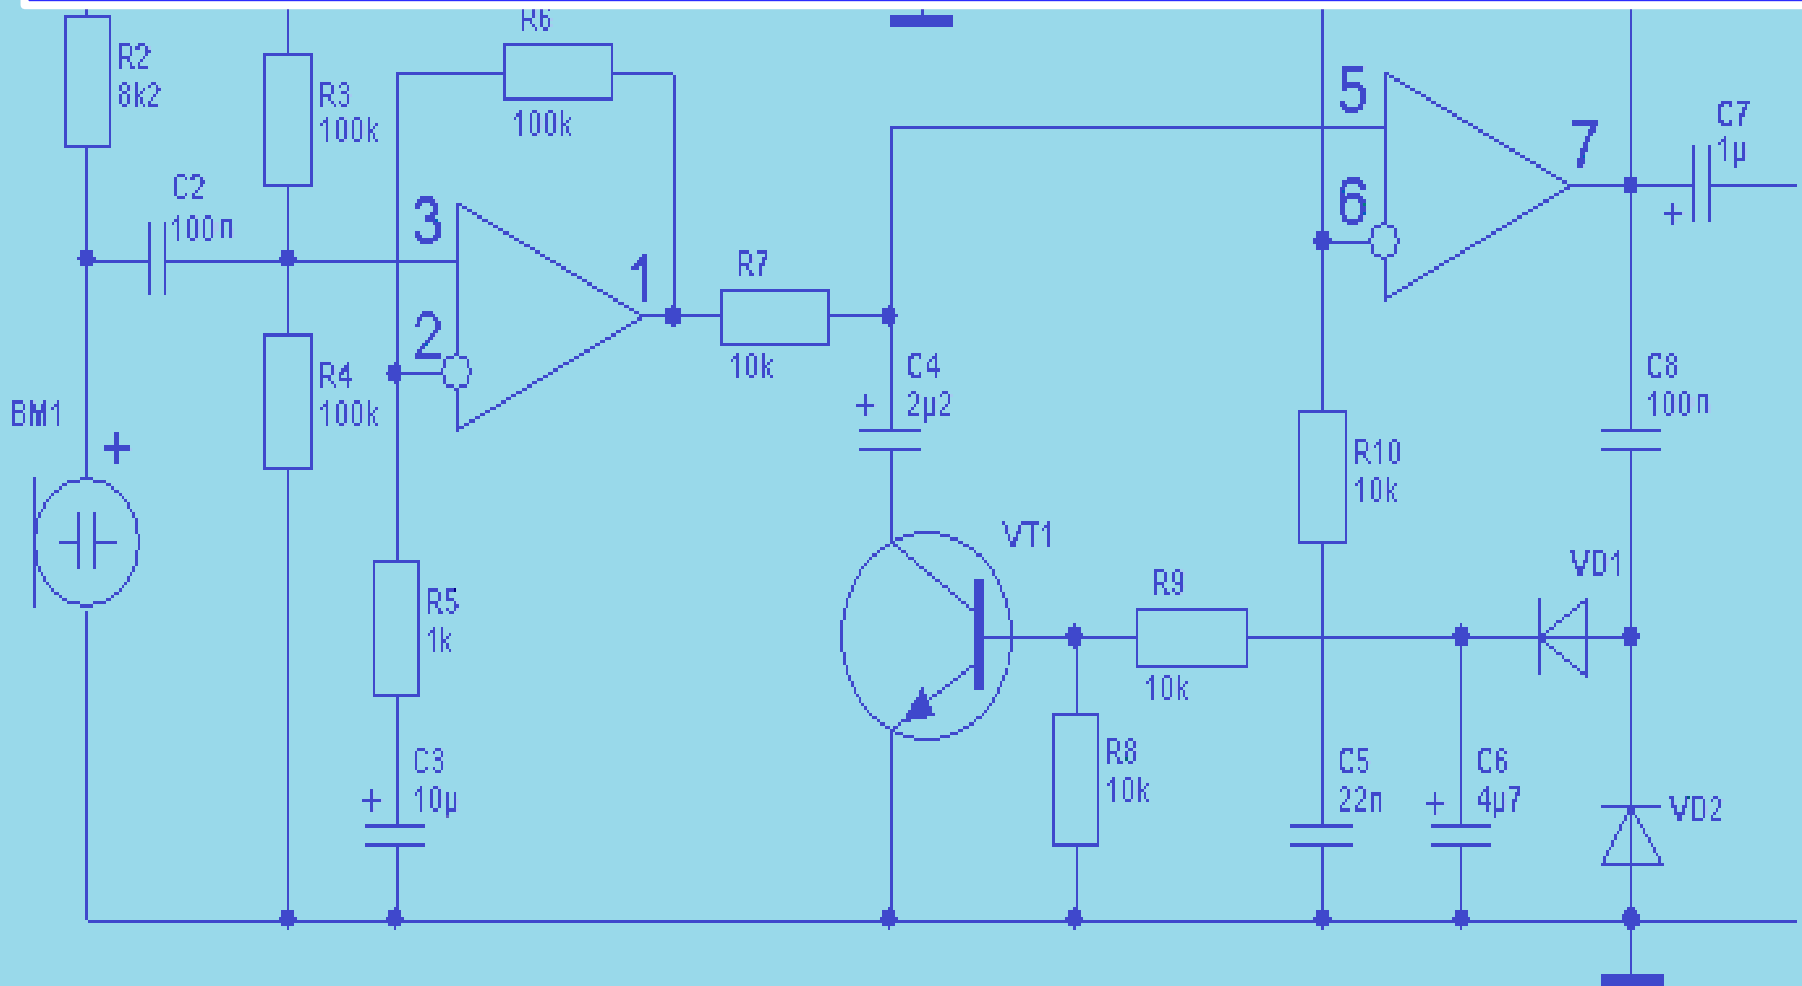 R6
R2
8k2
R3
100k
100k
5
7
C7
1µ
+
C2
100n
3
6
1
R7
10k
2
R4
100k
C4
+ 2µ2
C8
100n
BM1
+
R10
10k
VT1
VD1
R9
10k
R5
1k
R8
10k
C3
+ 10µ
C5
22n
C6
+ 4µ7
VD2